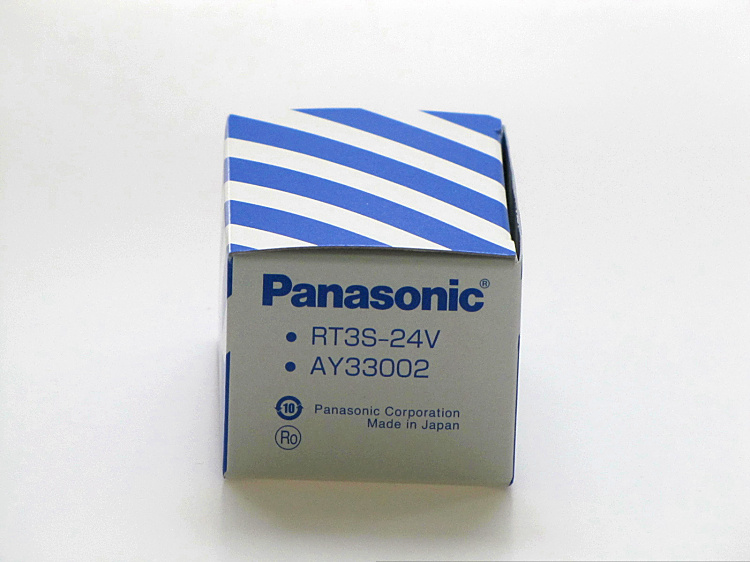 Panasonic®
• RT3S-24V
• AY33002
10 Panasonic Corporation
Made in Japan
Ro